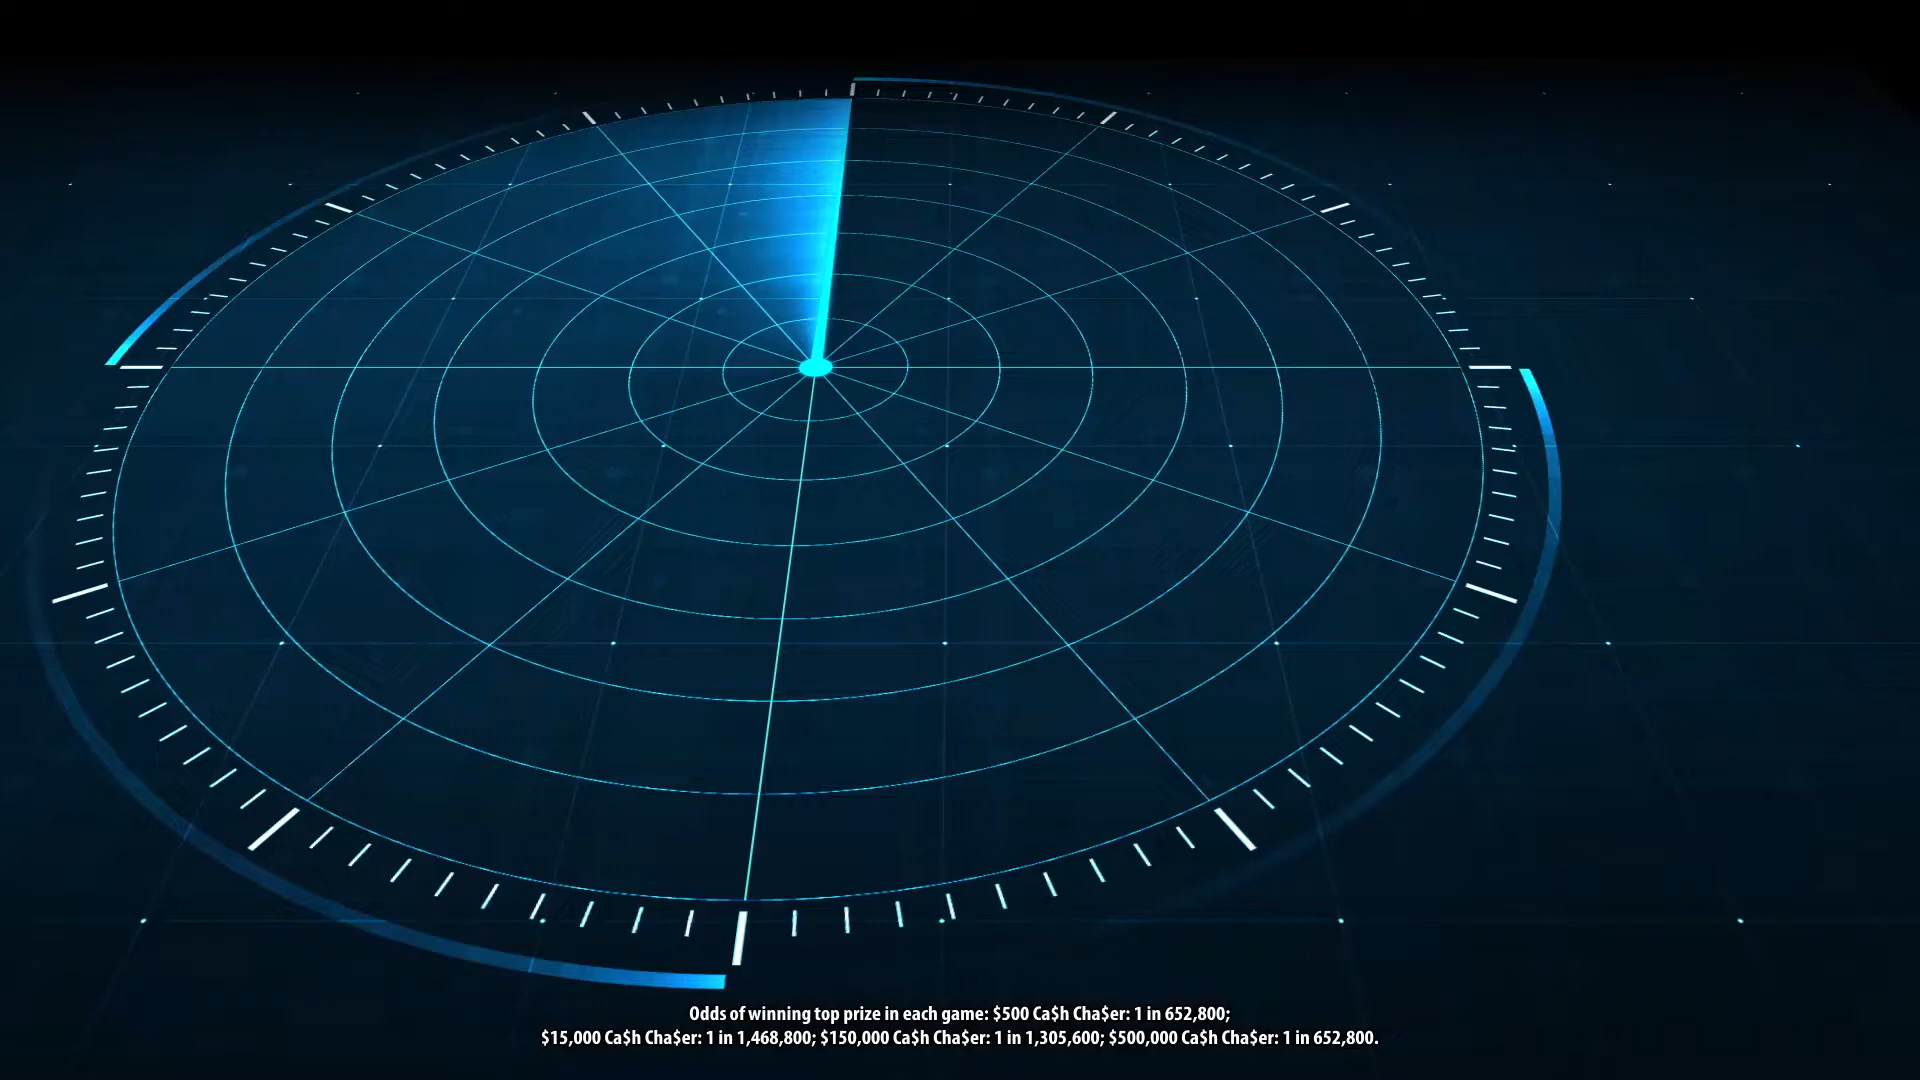 Odds of winning top prize in each game: $500 Ca$h Cha$er: 1 in 652,800;
$15,000 Ca$h Cha$er: 1 in 1,468,800; $150,000 Ca$h Cha$er: 1 in 1,305,600; $500,000 Ca$h Cha$er: 1 in 652,800.